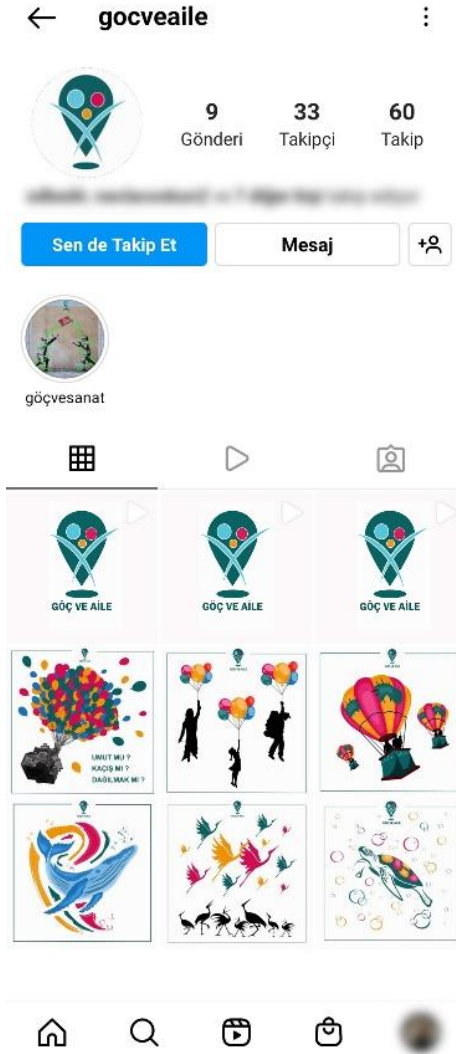 gocveaile
9 33 60
Gönderi Takipçi Takip
Sen de Takip Et Mesaj
göçvesanat
GÖÇ VE AİLE GÖÇ VE AİLE GÖÇ VE AİLE
UMUT MU ?
KAÇIŞ MI ?
DAĞILMAK MI ?